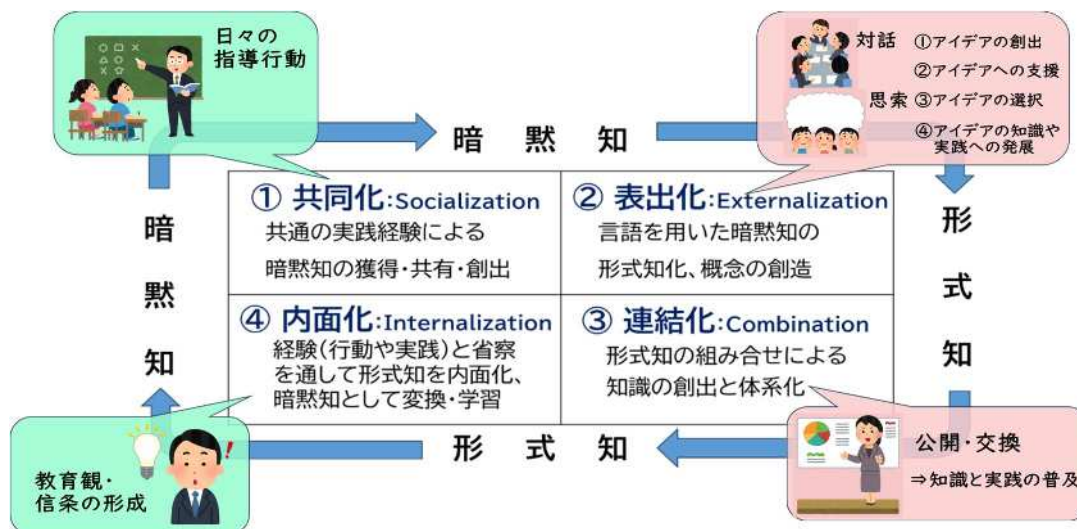 日々の
指導行動
対話 ①アイデアの創出
②アイデアへの支援
思索 ③アイデアの選択
④アイデアの知識や
実践への発展
暗黙知
① 共同化:Socialization
共通の実践経験による
暗黙知の獲得・共有・創出
② 表出化:Externalization
言語を用いた暗黙知の
形式知化、概念の創造
暗黙知
形式知
④ 内面化:Internalization
経験(行動や実践)と省察
を通して形式知を内面化、
暗黙知として変換・学習
③ 連結化:Combination
形式知の組み合せによる
知識の創出と体系化
形式知
教育観・
信条の形成
公開・交換
⇒知識と実践の普及